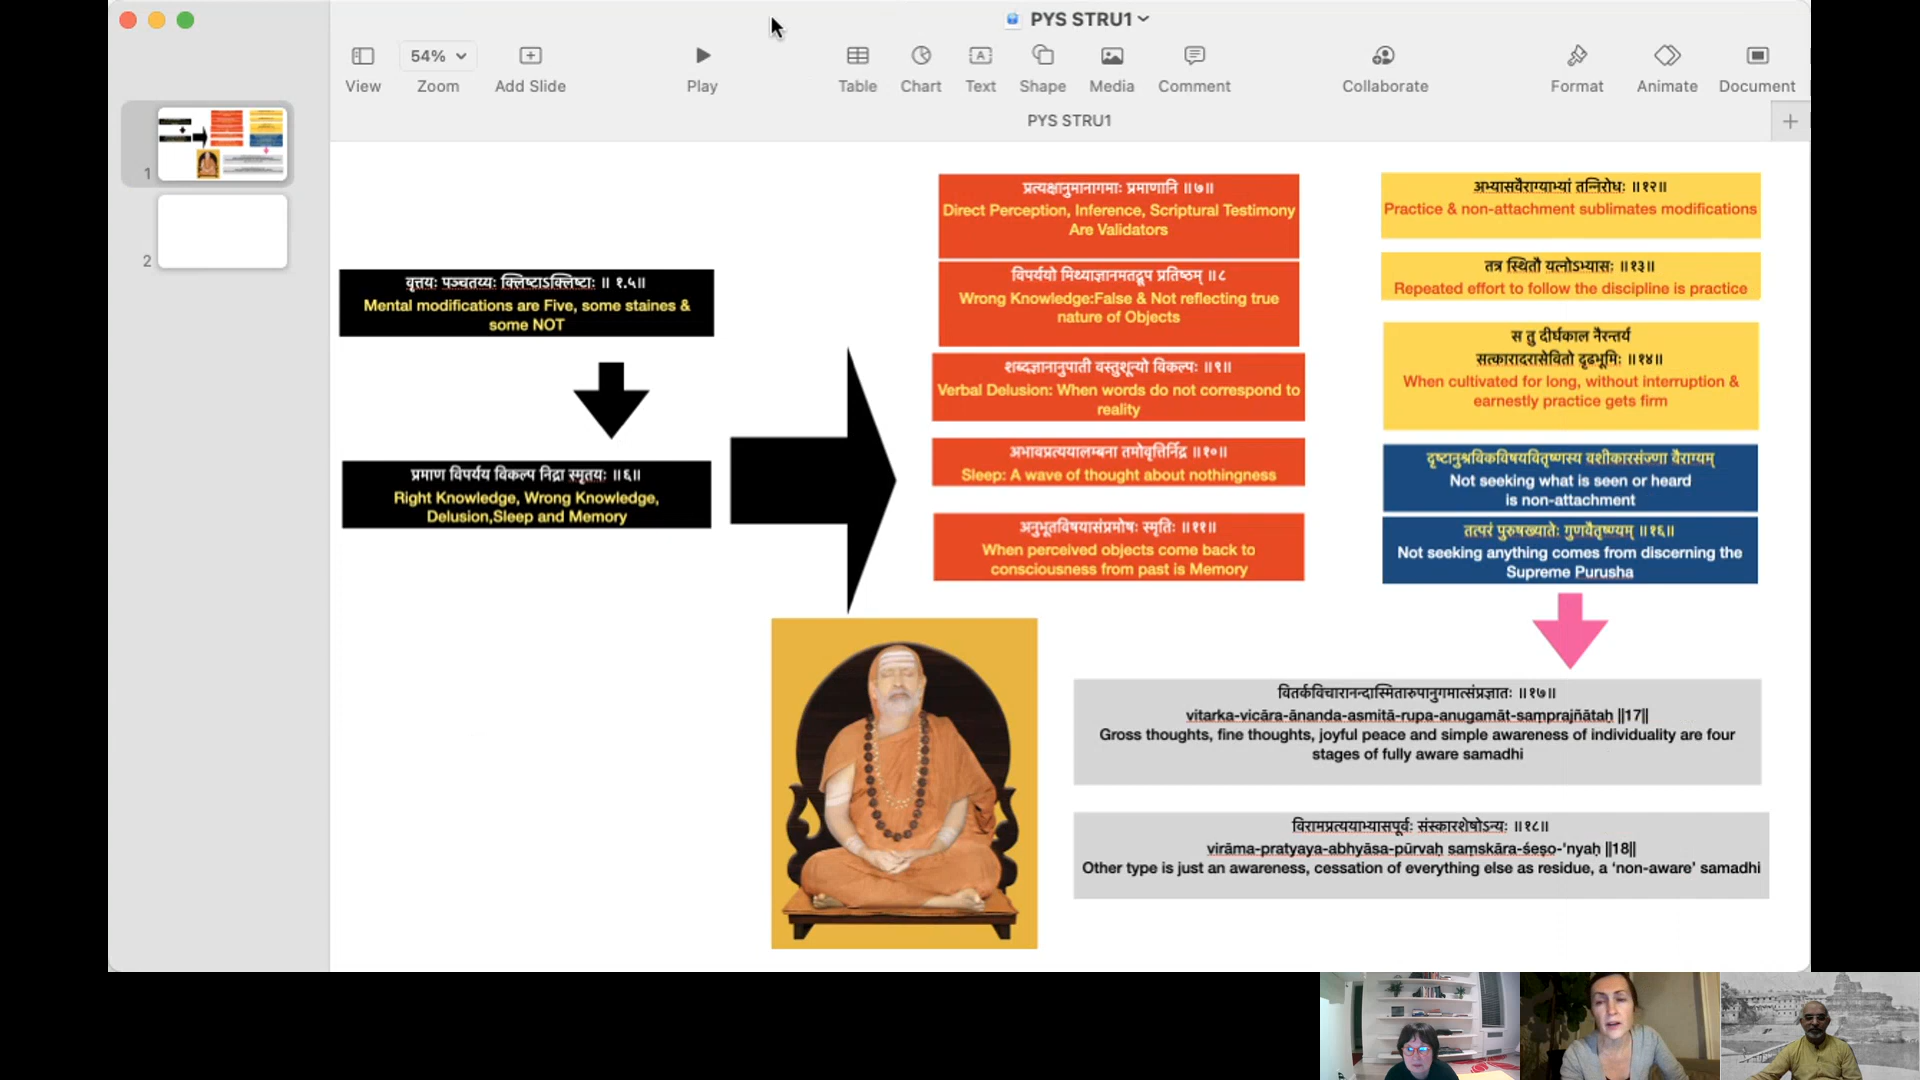 PYS STRU1
54%
View
Zoom
Add Slide
Play
Table
Chart
Text
Shape
Media
Comment
Collaborate
Format
Animate
Document
PYS STRU1
1
2
वृत्तयः पञ्चतय्यः क्लिष्टाऽक्लिष्टाः ॥ १.५॥
Mental modifications are Five, some staines &
some NOT
प्रमाण विपर्यय विकल्प निद्रा स्मृतयः ॥६॥
Right Knowledge, Wrong Knowledge,
Delusion,Sleep and Memory
प्रत्यक्षानुमानागमाः प्रमाणानि ॥७॥
Direct Perception, Inference, Scriptural Testimony
Are Validators
विपर्ययो मिथ्याज्ञानमतद्रूप प्रतिष्ठम् ॥८
Wrong Knowledge:False & Not reflecting true
nature of Objects
शब्दज्ञानानुपाती वस्तुशून्यो विकल्पः ॥९॥
Verbal Delusion: When words do not correspond to
reality
अभावप्रत्ययालम्बना तमोवृत्तिर्निद्र ॥१०॥
Sleep: A wave of thought about nothingness
अनुभूतविषयासंप्रमोषः स्मृतिः ॥११॥
When perceived objects come back to
consciousness from past is Memory
अभ्यासवैराग्याभ्यां तन्निरोधः ॥१२॥
Practice & non-attachment sublimates modifications
तत्र स्थितौ यत्नोऽभ्यासः ॥१३॥
Repeated effort to follow the discipline is practice
स तु दीर्घकाल नैरन्तर्य
सत्कारादरासेवितो दृढभूमिः ॥१४॥
When cultivated for long, without interruption &
earnestly practice gets firm
दृष्टानुश्रविकविषयवितृष्णस्य वशीकारसंज्णा वैराग्यम्
Not seeking what is seen or heard
is non-attachment
तत्परं पुरुषख्यातेः गुणवैतृष्ण्यम् ॥१६॥
Not seeking anything comes from discerning the
Supreme Purusha
वितर्कविचारानन्दास्मितारुपानुगमात्संप्रज्ञातः ॥१७॥
vitarka-vicāra-ānanda-asmitā-rupa-anugamāt-saṃprajñātaḥ ||17||
Gross thoughts, fine thoughts, joyful peace and simple awareness of individuality are four
stages of fully aware samadhi
विरामप्रत्ययाभ्यासपूर्वः संस्कारशेषोऽन्यः ॥१८॥
virāma-pratyaya-abhyāsa-pūrvaḥ saṃskāra-śeṣo-'nyaḥ ||18||
Other type is just an awareness, cessation of everything else as residue, a ‘non-aware’ samadhi